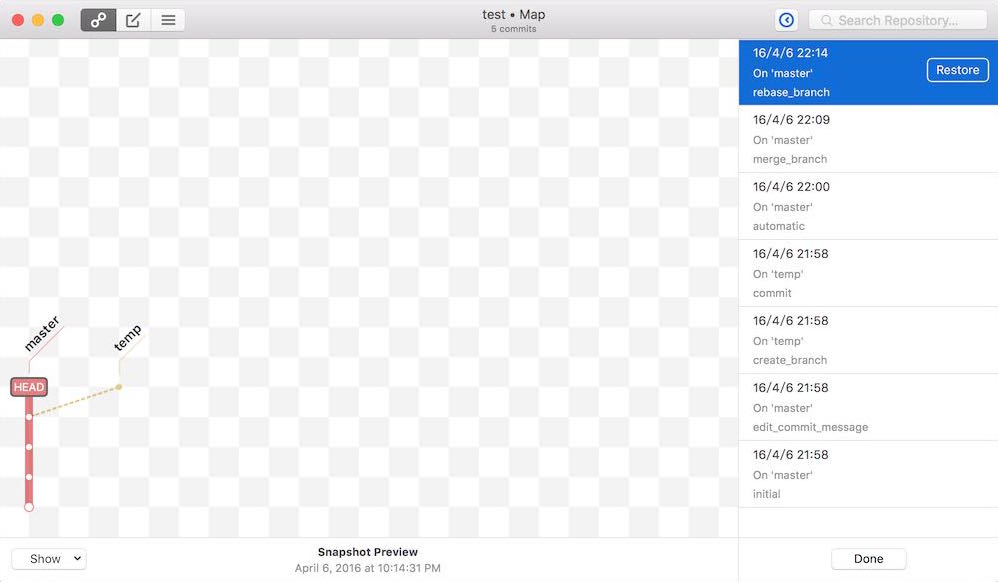 test • Map
5 commits
Search Repository...
16/4/6 22:14
On 'master'
rebase_branch
Restore
16/4/6 22:09
On 'master'
merge_branch
16/4/6 22:00
On 'master'
automatic
16/4/6 21:58
On 'temp'
commit
16/4/6 21:58
On 'temp'
create_branch
16/4/6 21:58
On 'master'
edit_commit_message
16/4/6 21:58
On 'master'
initial
master
temp
HEAD
Show
Snapshot Preview
April 6, 2016 at 10:14:31 PM
Done